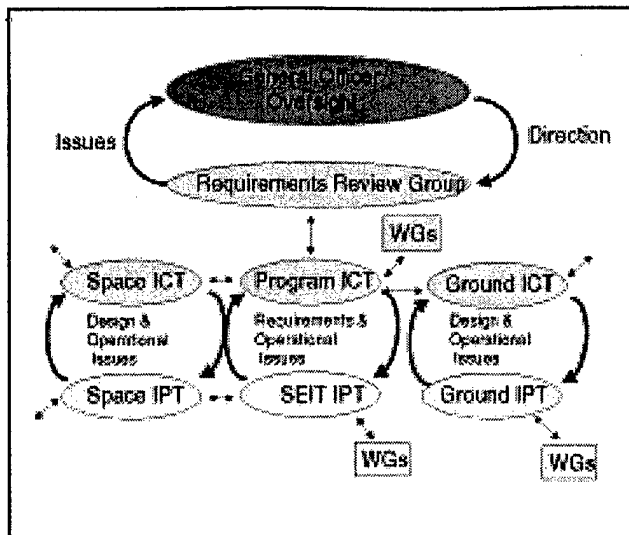 General Officer
Oversight
Issues
Direction
Requirements Review Group
WGs
Space ICT
Program ICT
Ground ICT
Design &
Operational
Issues
Requirements &
Operational
Issues
Design &
Operational
Issues
Space IPT
SEIT IPT
Ground IPT
WGs
WGs